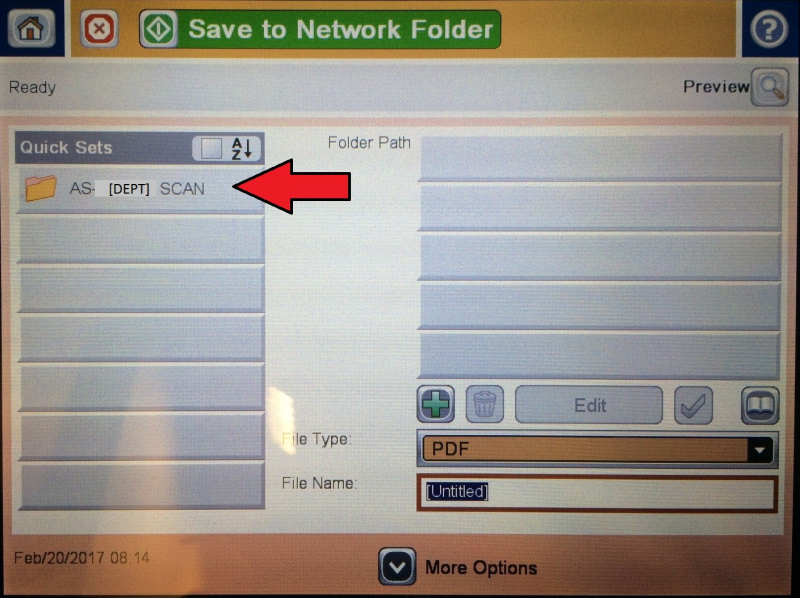 Save to Network Folder
?
Ready
Preview
Quick Sets
A
Z
Folder Path
AS- [DEPT] SCAN
Edit
File Type:
PDF
File Name:
[Untitled]
Feb/20/2017 08:14
More Options